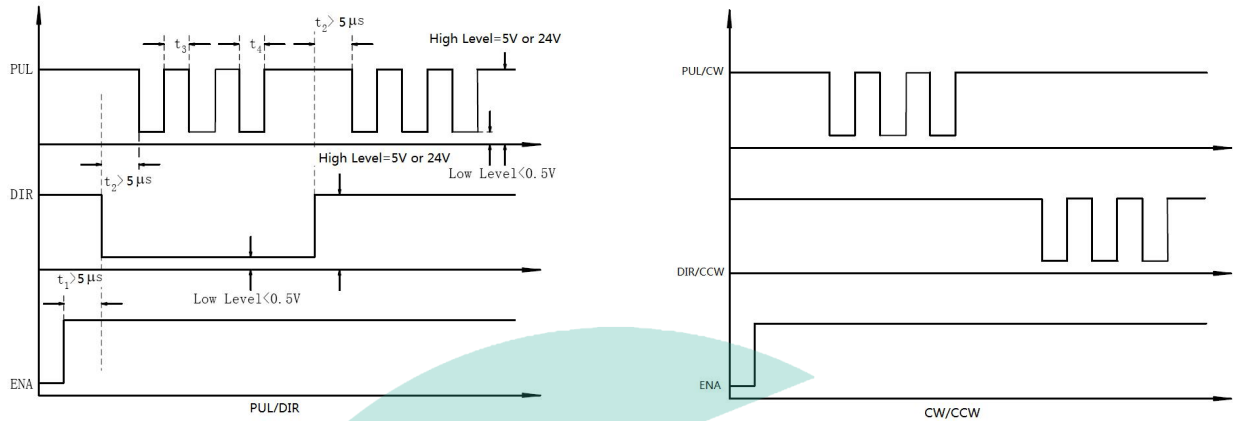 t2>5μs
High Level=5V or 24V
t3
t4
PUL
High Level=5V or 24V
Low Level<0.5V
t2>5μs
DIR
t1>5μs
Low Level<0.5V
ENA
PUL/DIR
PUL/CW
DIR/CCW
ENA
CW/CCW